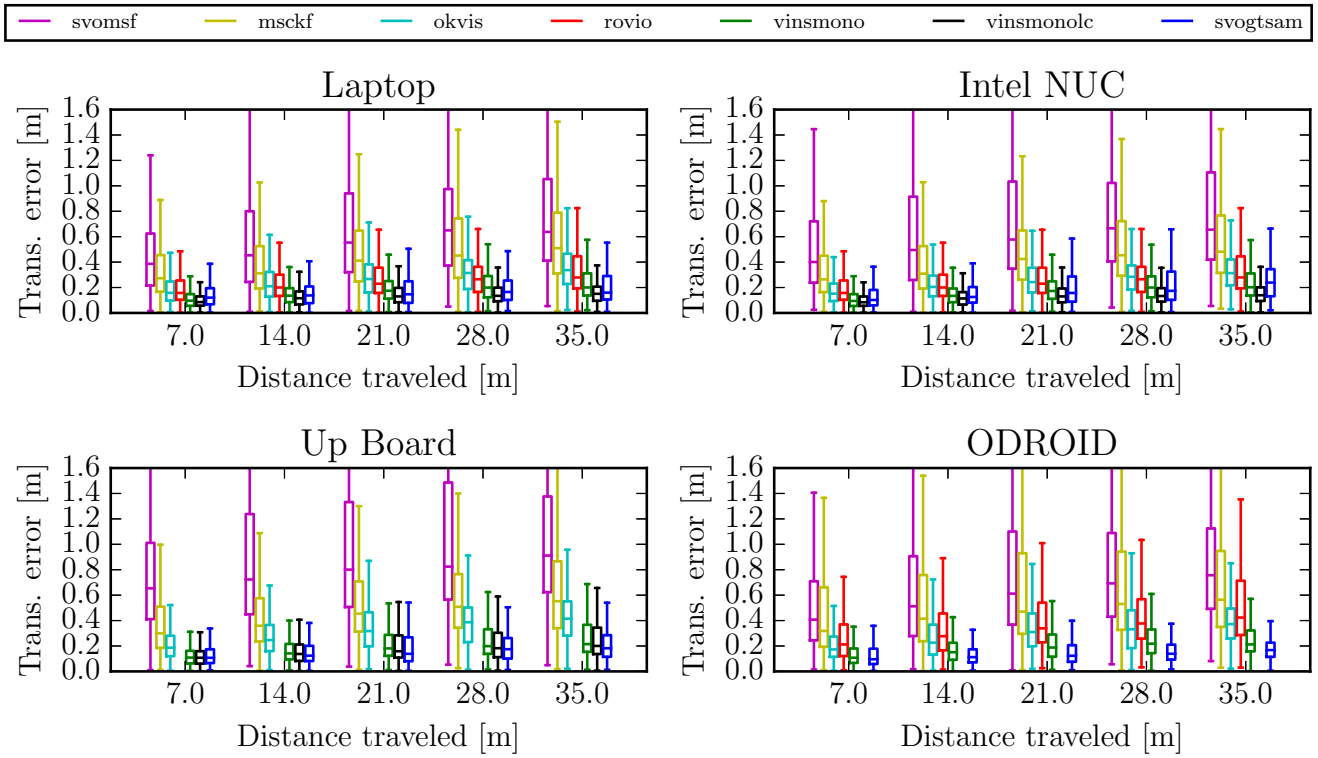 svomsf msckf okvis rovio vinsmono vinsmonolc svogtsam
Laptop
Trans. error [m]
1.6
1.4
1.2
1.0
0.8
0.6
0.4
0.2
0.0
7.0 14.0 21.0 28.0 35.0
Distance traveled [m]
Intel NUC
Trans. error [m]
1.6
1.4
1.2
1.0
0.8
0.6
0.4
0.2
0.0
7.0 14.0 21.0 28.0 35.0
Distance traveled [m]
Up Board
Trans. error [m]
1.6
1.4
1.2
1.0
0.8
0.6
0.4
0.2
0.0
7.0 14.0 21.0 28.0 35.0
Distance traveled [m]
ODROID
Trans. error [m]
1.6
1.4
1.2
1.0
0.8
0.6
0.4
0.2
0.0
7.0 14.0 21.0 28.0 35.0
Distance traveled [m]